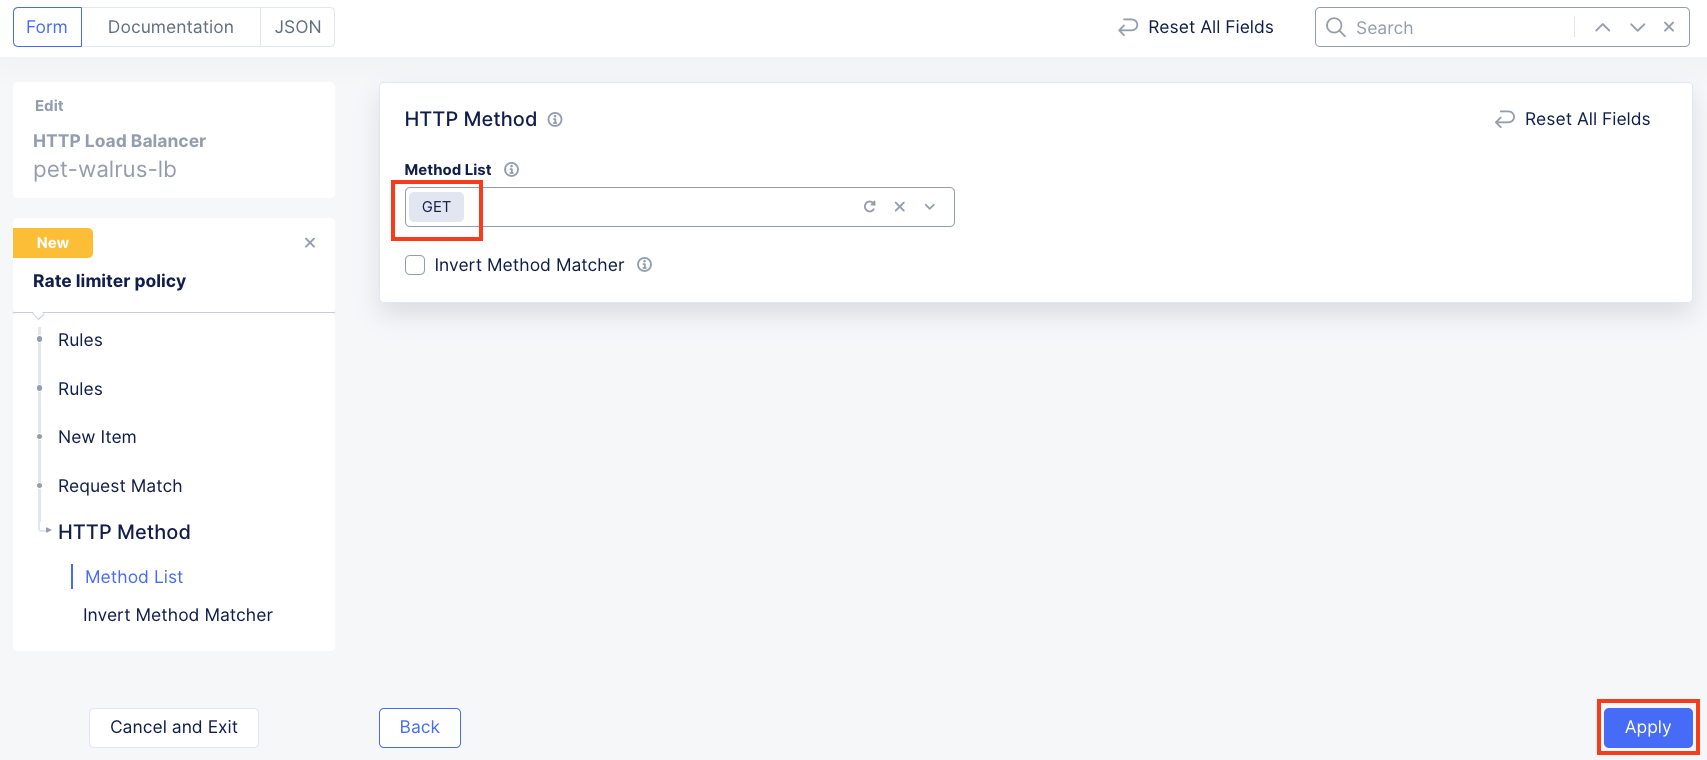 Form Documentation JSON Reset All Fields Search
Edit
HTTP Load Balancer
pet-walrus-lb
New
Rate limiter policy
Rules
Rules
New Item
Request Match
HTTP Method
Method List
Invert Method Matcher
HTTP Method Reset All Fields
Method List
GET
Invert Method Matcher
Cancel and Exit Back Apply